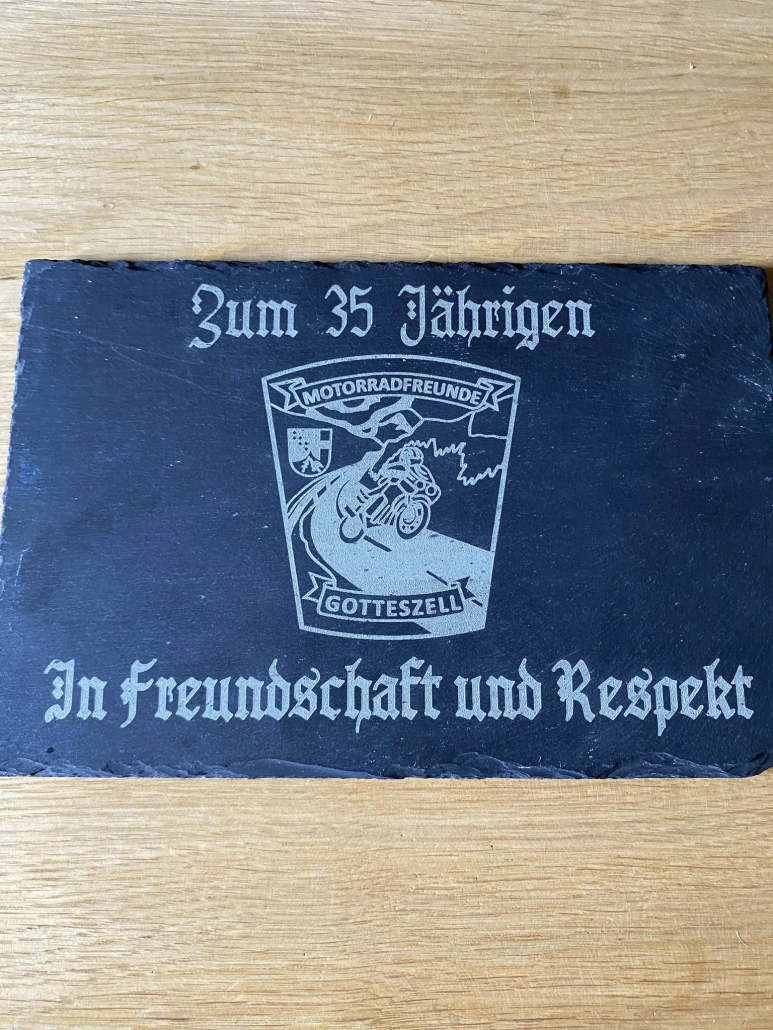 Zum 35 Jährigen
MOTORRADFREUNDE
GOTTESZELL
In Freundschaft und Respekt